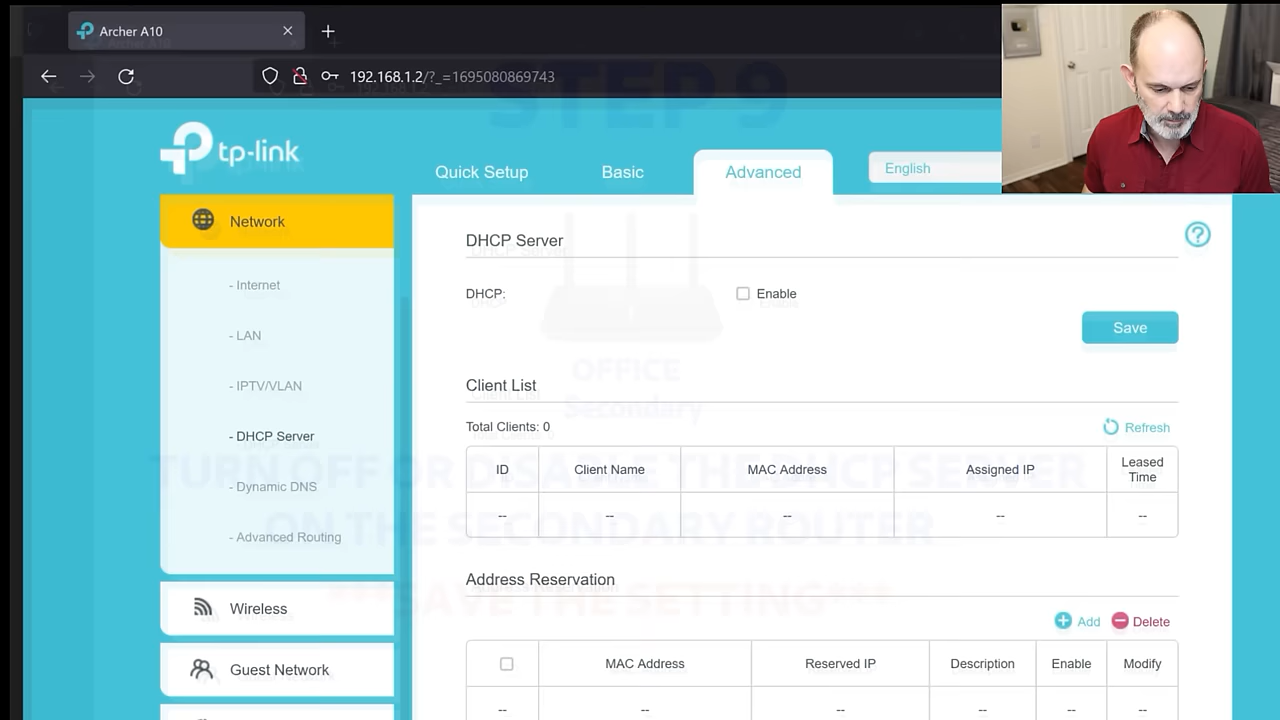 Archer A10
192.168.1.2/?_=1695080869743
STEP 9
tp-link
Quick Setup
Basic
Advanced
English
Network
DHCP Server
- Internet
DHCP:
Enable
- LAN
Save
OFFICE
- IPTV/VLAN
Client List
Secondary
Total Clients: 0
Refresh
- DHCP Server
ID
Client Name
MAC Address
Assigned IP
Leased
Time
TURN OFF OR DISABLE THE DHCP SERVER
- Dynamic DNS
-- -- -- -- --
ON THE SECONDARY ROUTER
- Advanced Routing
Address Reservation
***SAVE THE SETTING***
Wireless
Add
Delete
MAC Address
Reserved IP
Description
Enable
Modify
Guest Network
-- -- -- -- -- --